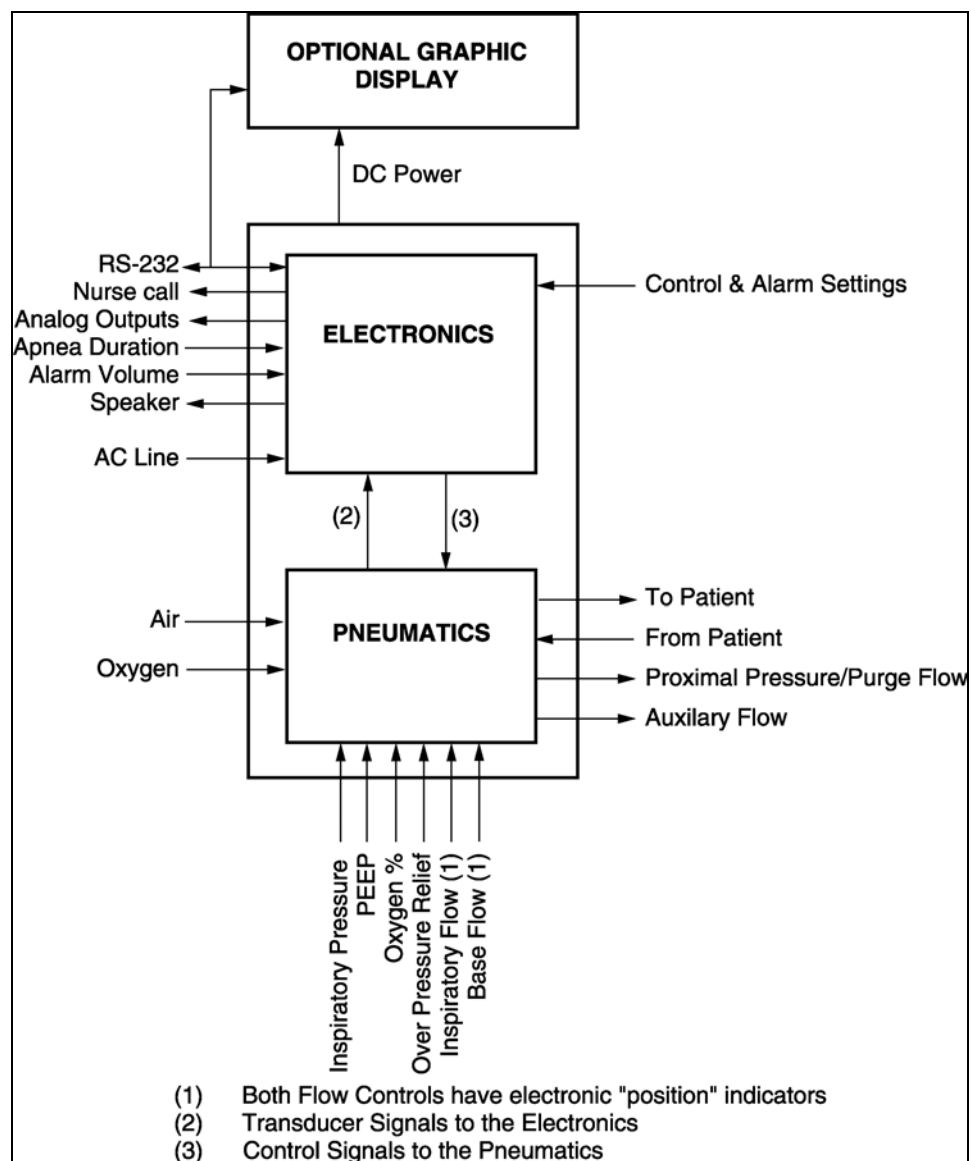 OPTIONAL GRAPHIC
DISPLAY
DC Power
RS-232
Nurse call
Analog Outputs
Apnea Duration
Alarm Volume
Speaker
AC Line
ELECTRONICS
Control & Alarm Settings
(2)
(3)
Air
Oxygen
PNEUMATICS
To Patient
From Patient
Proximal Pressure/Purge Flow
Auxilary Flow
Inspiratory Pressure
PEEP
Oxygen %
Over Pressure Relief
Inspiratory Flow (1)
Base Flow (1)
(1) Both Flow Controls have electronic "position" indicators
(2) Transducer Signals to the Electronics
(3) Control Signals to the Pneumatics